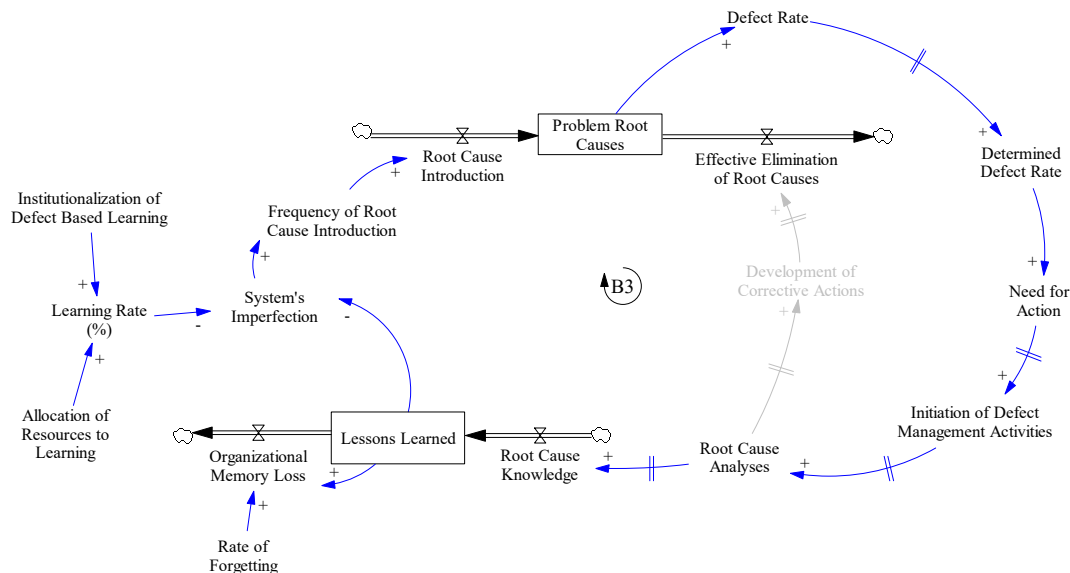 Defect Rate
+
Problem Root
Causes
+
Root Cause
Introduction
+
Effective Elimination
of Root Causes
+
Determined
Defect Rate
Institutionalization of
Defect Based Learning
Frequency of Root
Cause Introduction
+
+
Development of
Corrective Actions
+
+
Need for
Action
B3
Learning Rate
(%)
-
System's
Imperfection
-
+
+
Allocation of
Resources to
Learning
Initiation of Defect
Management Activities
Lessons Learned
Organizational
Memory Loss
+
Root Cause
Knowledge
+
Root Cause
Analyses
+
+
Rate of
Forgetting